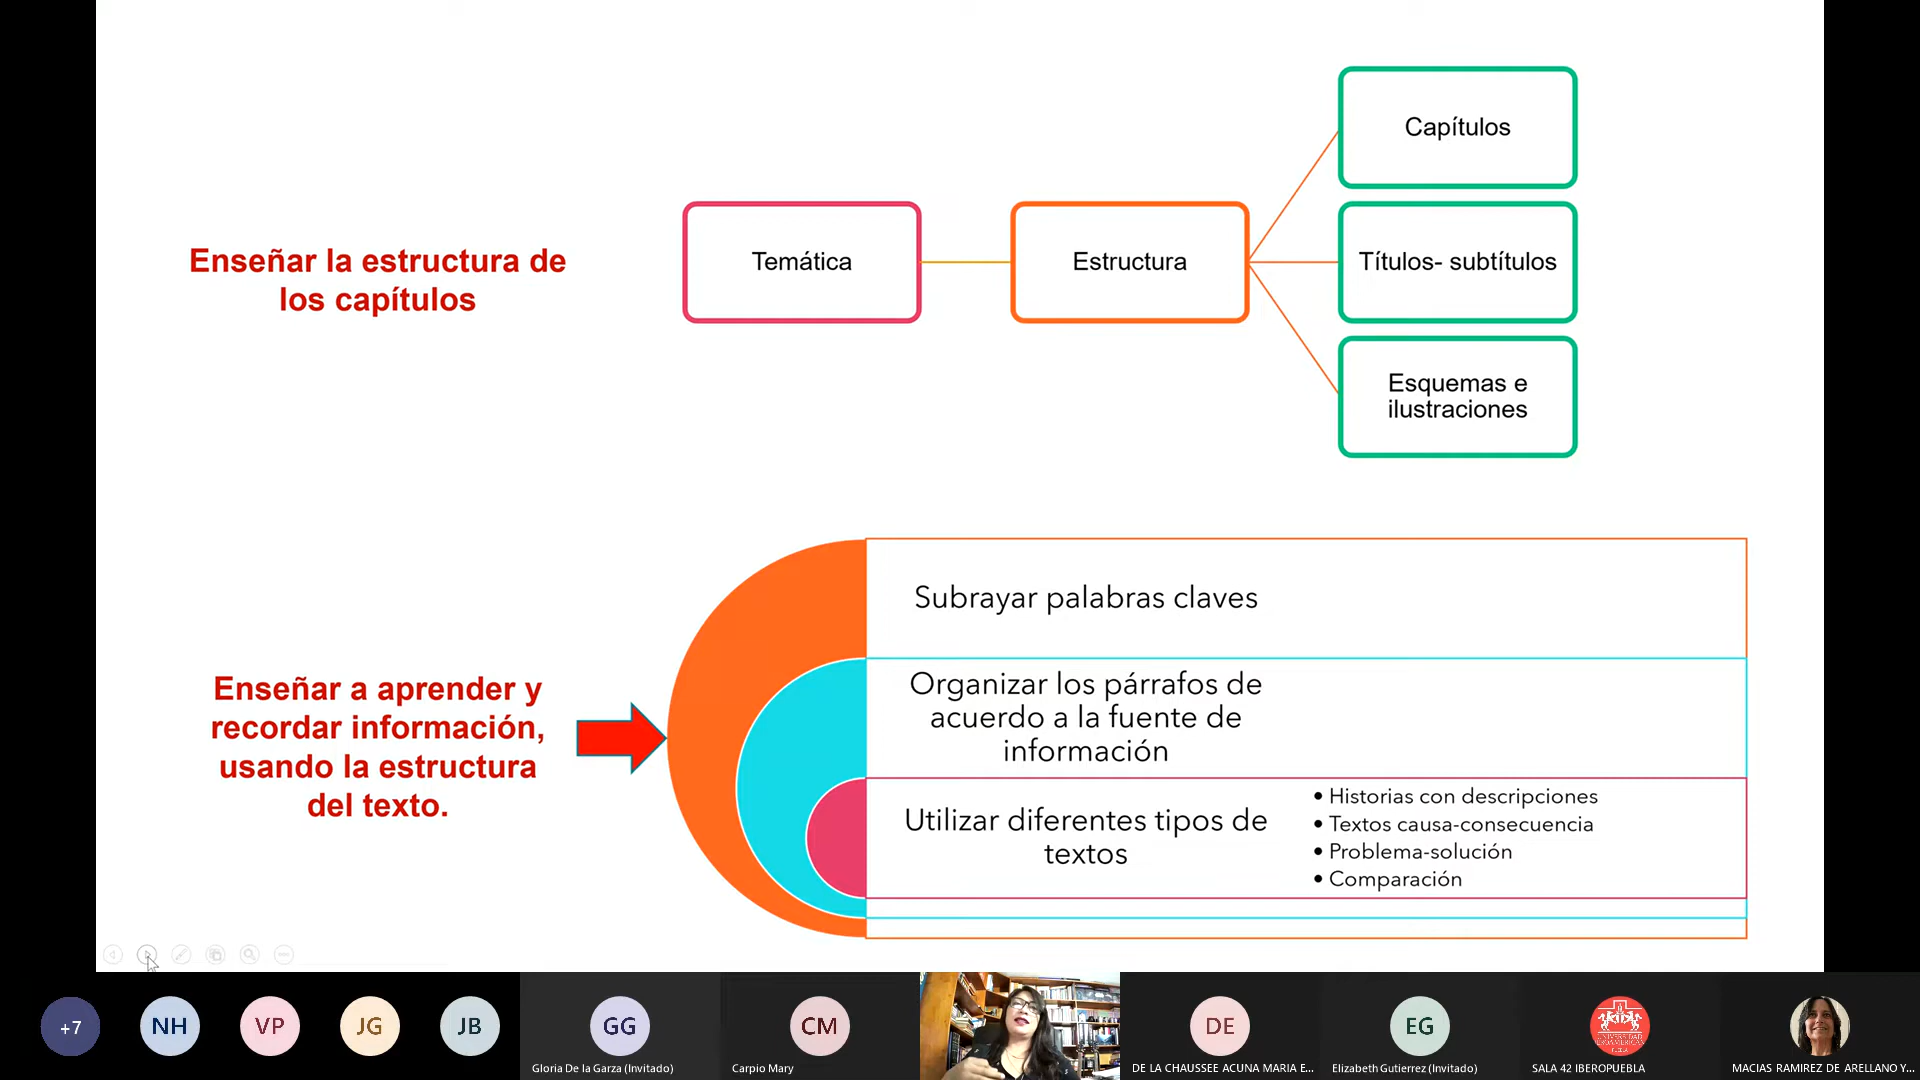 Enseñar la estructura de
los capítulos
Temática
Estructura
Capítulos
Títulos- subtítulos
Esquemas e
ilustraciones
Enseñar a aprender y
recordar información,
usando la estructura
del texto.
Subrayar palabras claves
Organizar los párrafos de
acuerdo a la fuente de
información
Utilizar diferentes tipos de
textos
• Historias con descripciones
• Textos causa-consecuencia
• Problema-solución
• Comparación
+7
NH
VP
JG
JB
GG
Gloria De la Garza (Invitado)
CM
Carpio Mary
DE
DE LA CHAUSSEE ACUNA MARIA E...
EG
Elizabeth Gutierrez (Invitado)
SALA 42 IBEROPUEBLA
MACIAS RAMIREZ DE ARELLANO Y...